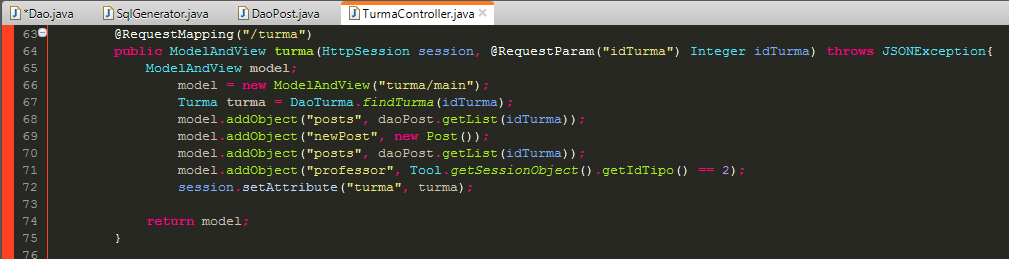 *Dao.java SqlGenerator.java DaoPost.java TurmaController.java
63 @RequestMapping("/turma")
64 public ModelAndView turma(HttpSession session, @RequestParam("idTurma") Integer idTurma) throws JSONException{
65 ModelAndView model;
66 model = new ModelAndView("turma/main");
67 Turma turma = DaoTurma.findTurma(idTurma);
68 model.addObject("posts", daoPost.getList(idTurma));
69 model.addObject("newPost", new Post());
70 model.addObject("posts", daoPost.getList(idTurma));
71 model.addObject("professor", Tool.getSessionObject().getIdTipo() == 2);
72 session.setAttribute("turma", turma);
73
74 return model;
75 }
76